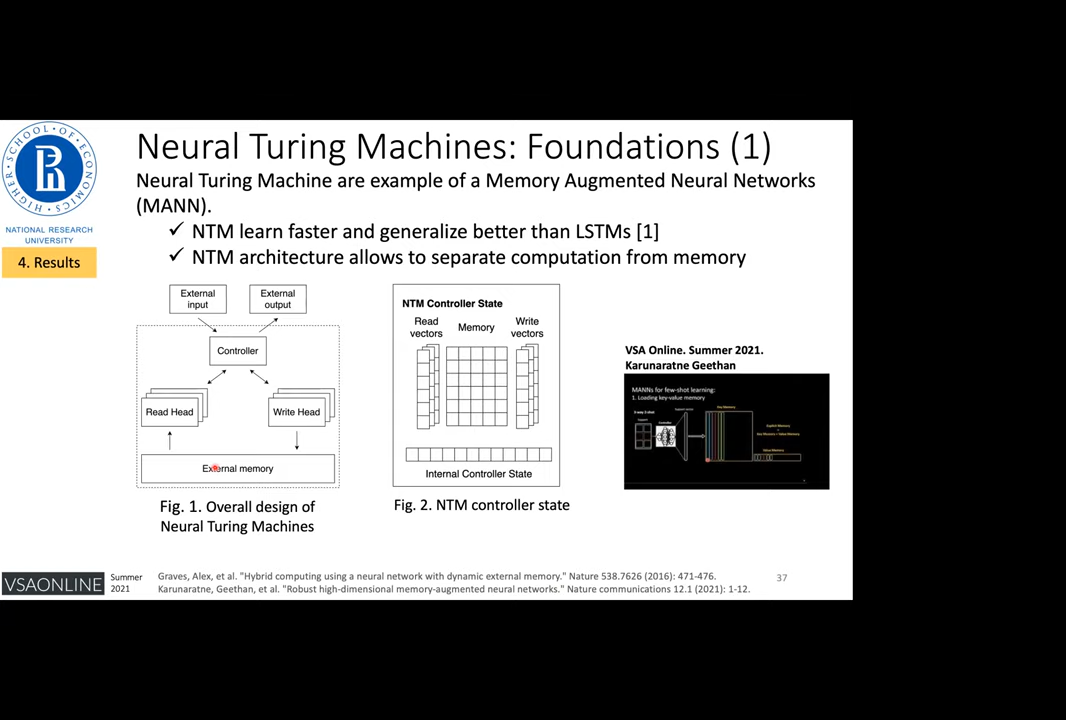 Neural Turing Machines: Foundations (1)
Neural Turing Machine are example of a Memory Augmented Neural Networks
(MANN).
✓ NTM learn faster and generalize better than LSTMs [1]
✓ NTM architecture allows to separate computation from memory
HIGHER SCHOOL OF ECONOMICS
NATIONAL RESEARCH
UNIVERSITY
4. Results
External
input
External
output
Controller
Read Head
Write Head
External memory
Fig. 1. Overall design of
Neural Turing Machines
NTM Controller State
Read
vectors
Memory
Write
vectors
Internal Controller State
Fig. 2. NTM controller state
VSA Online. Summer 2021.
Karunaratne Geethan
MANNs for few-shot learning:
1. Loading key-value memory
Key Memory
Controller
Value Memory
VSAONLINE
Summer
2021
Graves, Alex, et al. "Hybrid computing using a neural network with dynamic external memory." Nature 538.7626 (2016): 471-476.
Karunaratne, Geethan, et al. "Robust high-dimensional memory-augmented neural networks." Nature communications 12.1 (2021): 1-12.
37